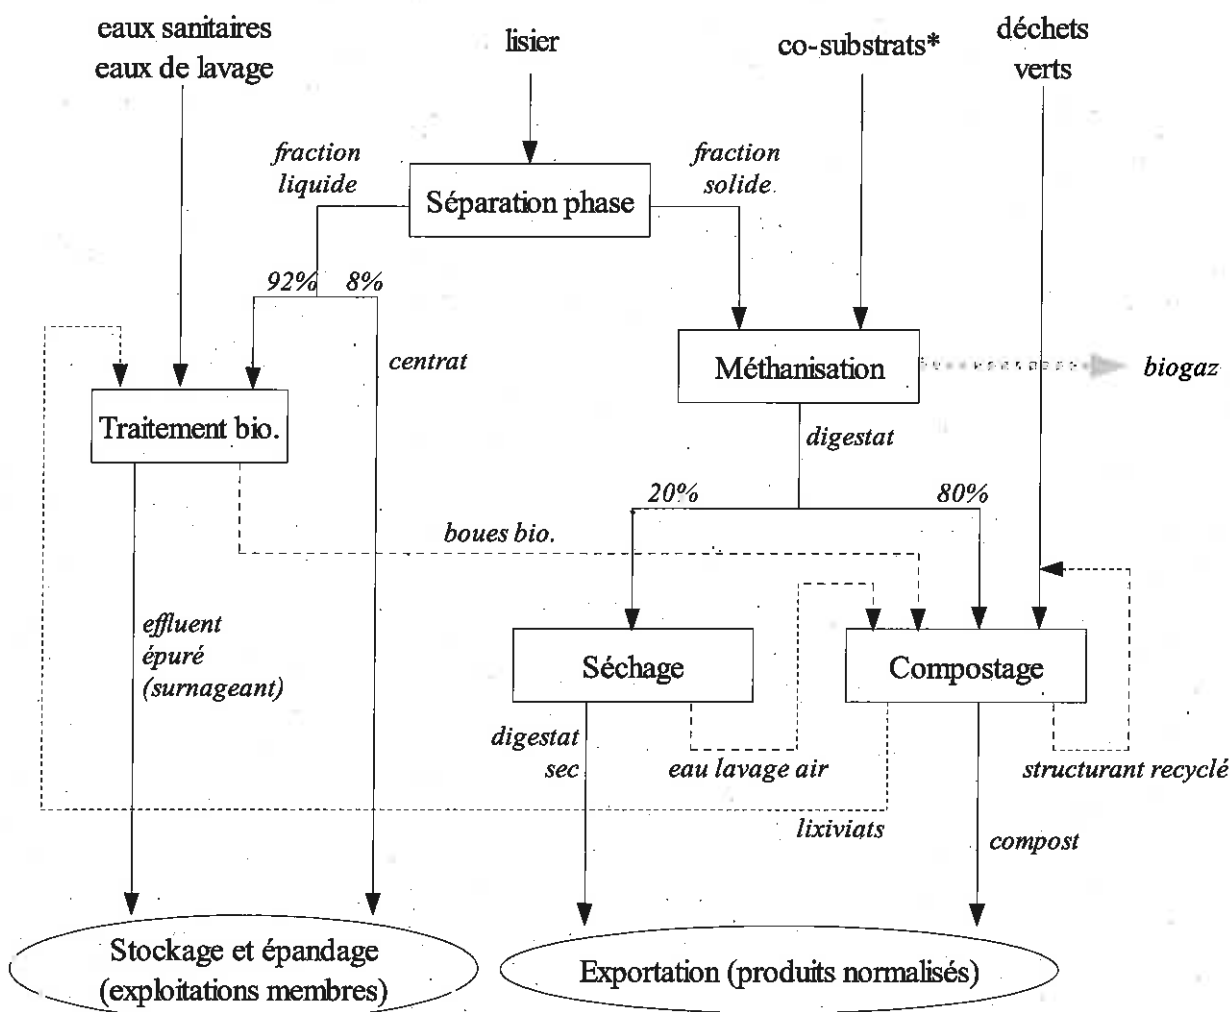 eaux sanitaires
eaux de lavage
lisier
co-substrats*
déchets
verts
fraction
liquide
fraction
solide
Séparation phase
92%
8%
centrat
Méthanisation
biogaz
Traitement bio.
digestat
20%
80%
boues bio.
effluent
épuré
(surnageant)
Séchage
Compostage
digestat
sec
eau lavage air
structurant recyclé
lixiviats
compost
Stockage et épandage
(exploitations membres)
Exportation (produits normalisés)